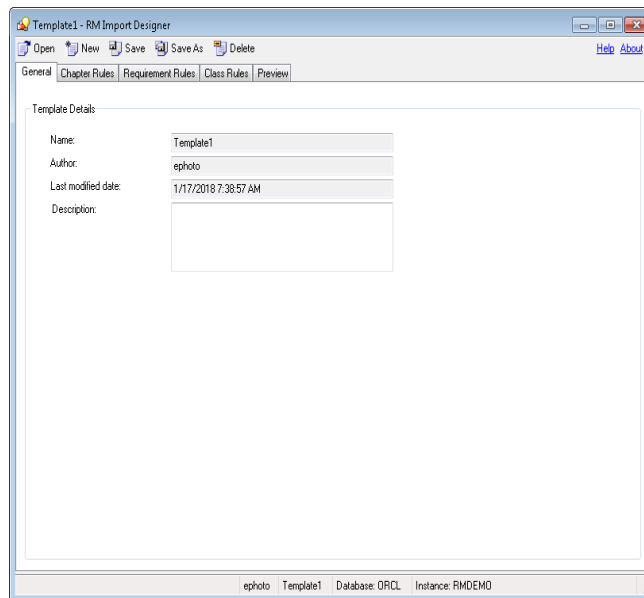 Template1 - RM Import Designer
Open New Save Save As Delete Help About
General Chapter Rules Requirement Rules Class Rules Preview
Template Details
Name: Template1
Author: ephoto
Last modified date: 1/17/2018 7:38:57 AM
Description:
ephoto Template1 Database: ORCL Instance: RMDEMO